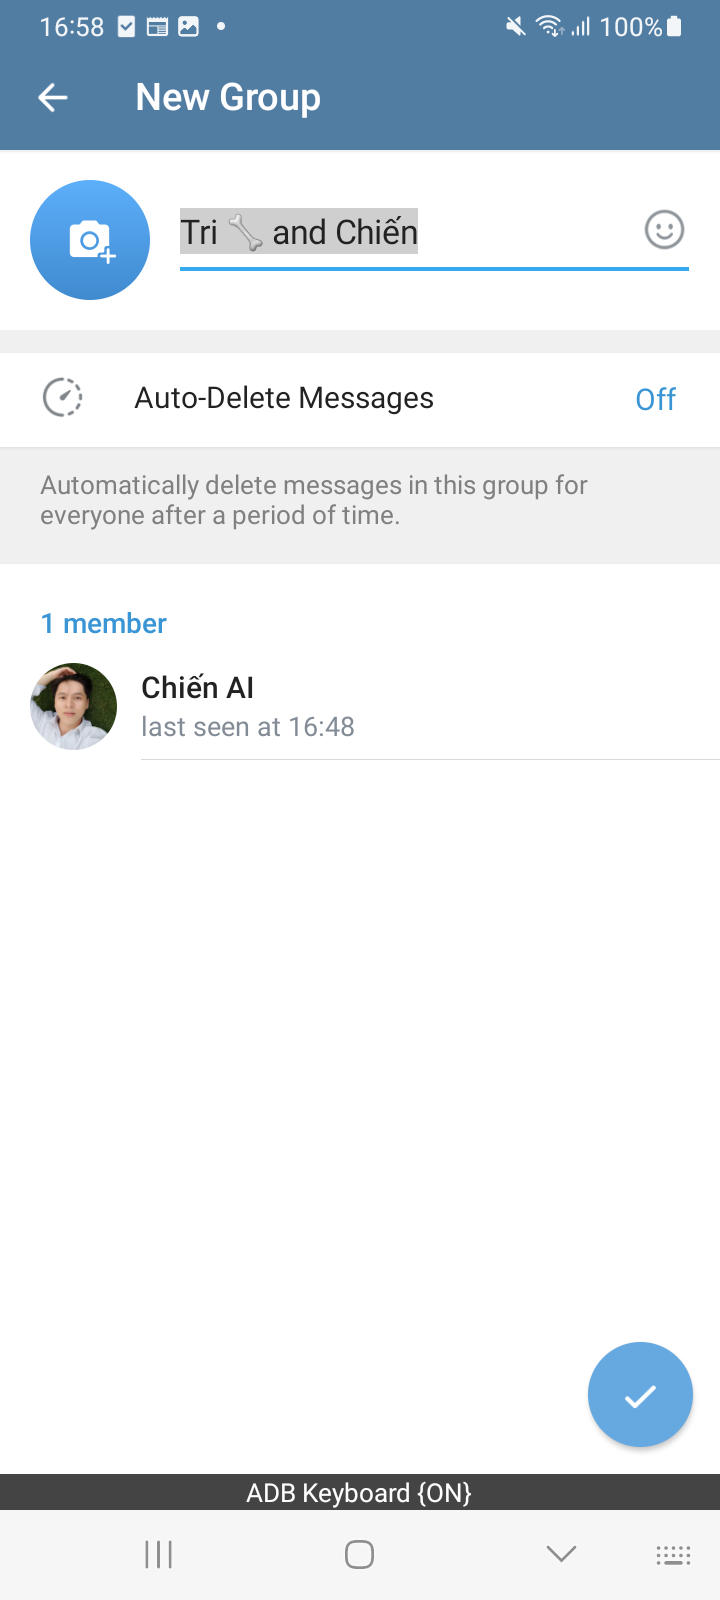 16:58 100%
New Group
Tri 🦴 and Chiến
Auto-Delete Messages Off
Automatically delete messages in this group for
everyone after a period of time.
1 member
Chiến AI
last seen at 16:48
ADB Keyboard {ON}